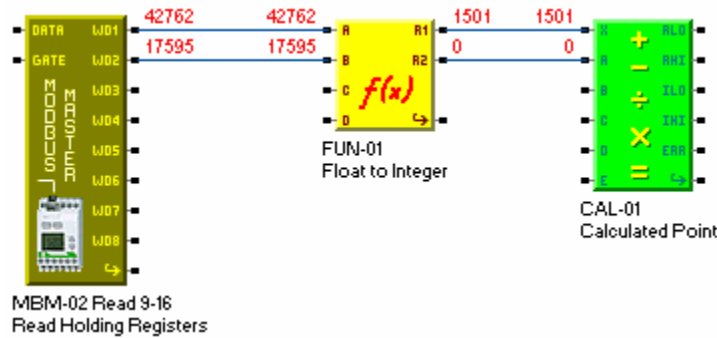 42762 42762 1501 1501
DATA WD1 A R1 X RLO
17595 17595 0 0
GATE WD2 B R2 A RHI
WD3 C f(x) B ILO
MODBUS MASTER
WD4 D C IHI
WD5 D ERR
WD6 E
WD7
WD8
+
−
÷
×
=
FUN-01
Float to Integer
CAL-01
Calculated Point
MBM-02 Read 9-16
Read Holding Registers